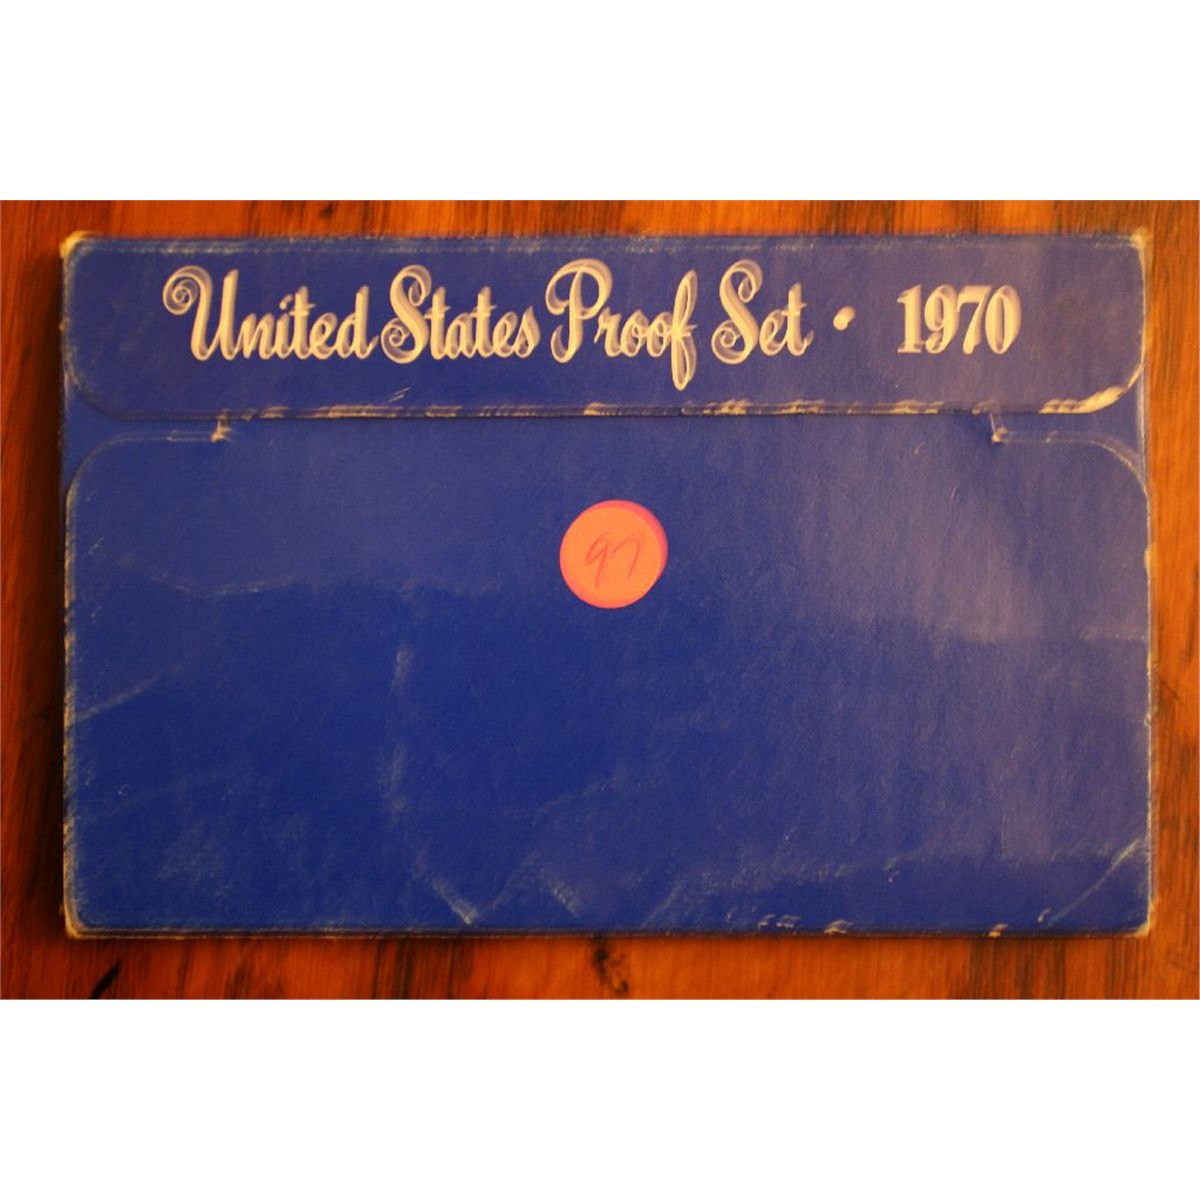 United States Proof Set • 1970
97